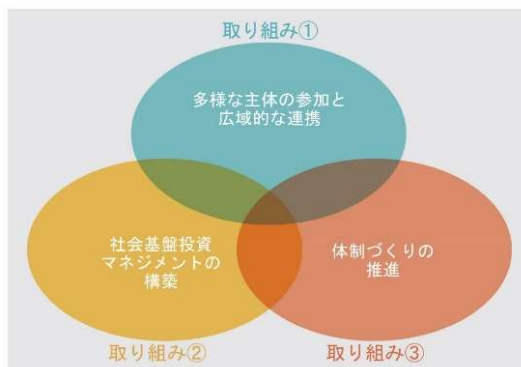 取り組み①
多様な主体の参加と
広域的な連携
社会基盤投資
マネジメントの
構築
体制づくりの
推進
取り組み②
取り組み③